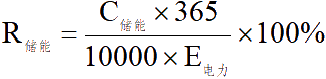 R储能 = C储能 × 365 / 10000 × E电力 × 100%